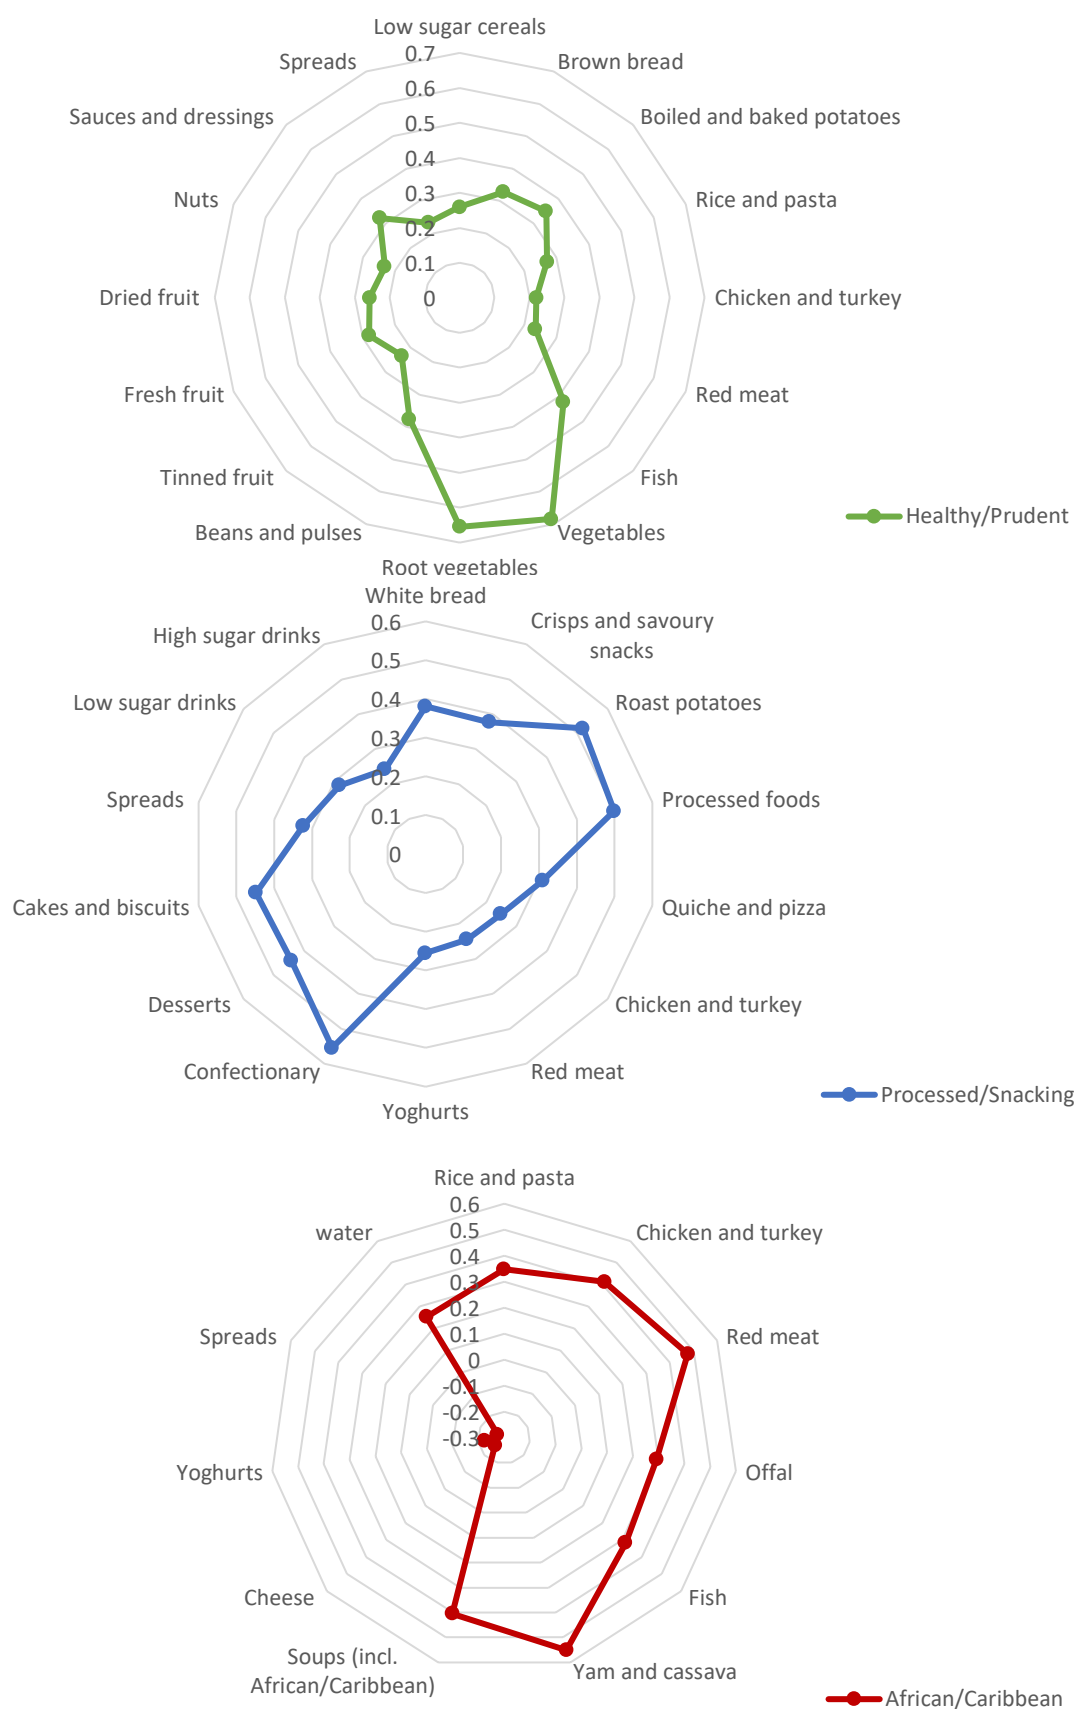 Low sugar cereals
0.7
Spreads
Brown bread
0.6
Sauces and dressings
Boiled and baked potatoes
0.5
0.4
Nuts
Rice and pasta
0.3
0.2
0.1
Dried fruit
0
Chicken and turkey
Fresh fruit
Red meat
Tinned fruit
Fish
Healthy/Prudent
Beans and pulses
Vegetables
Root vegetables
White bread
0.6
High sugar drinks
Crisps and savoury
snacks
0.5
Low sugar drinks
Roast potatoes
0.4
0.3
Spreads
Processed foods
0.2
0.1
0
Cakes and biscuits
Quiche and pizza
Desserts
Chicken and turkey
Confectionary
Red meat
Processed/Snacking
Yoghurts
Rice and pasta
0.6
water
Chicken and turkey
0.5
0.4
0.3
0.2
Spreads
Red meat
0.1
0
-0.1
-0.2
-0.3
Yoghurts
Offal
Cheese
Fish
Soups (incl.
African/Caribbean)
Yam and cassava
African/Caribbean